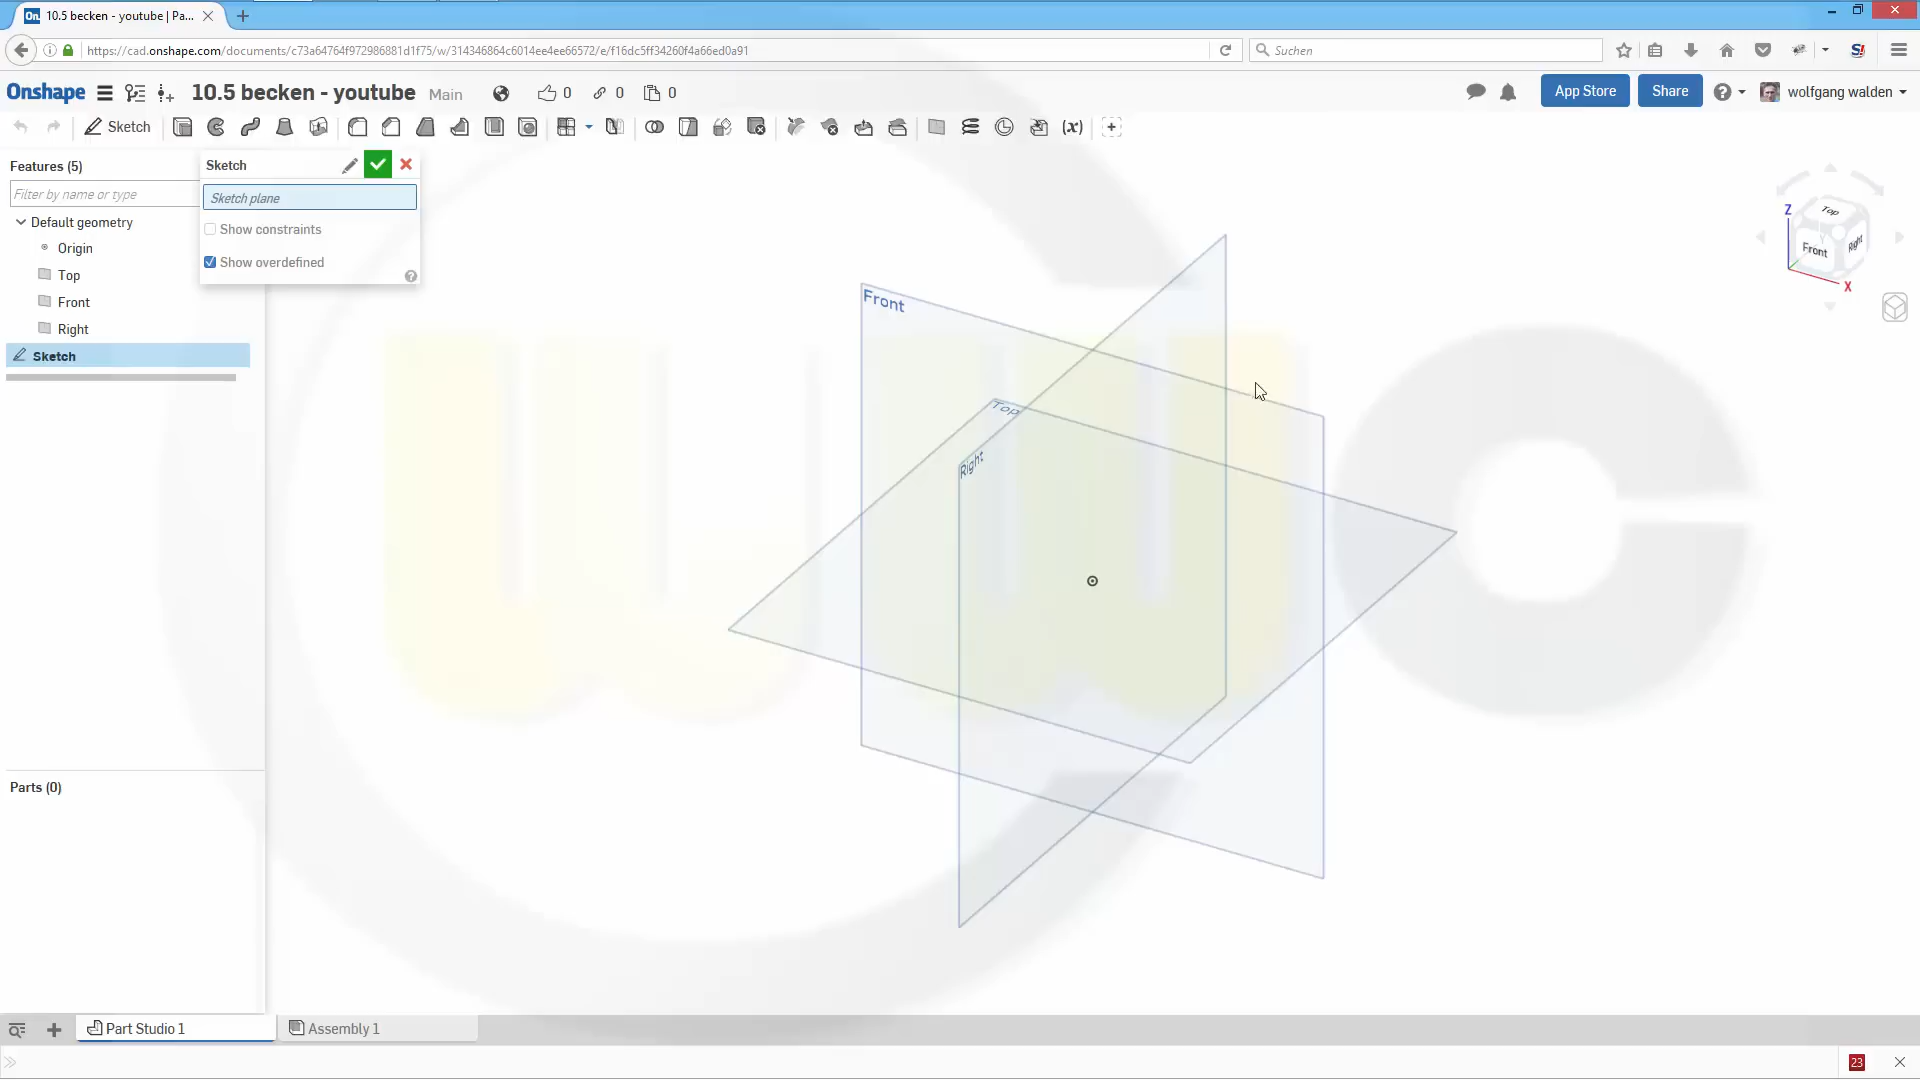 On 10.5 becken - youtube | Pa...
https://cad.onshape.com/documents/c73a64764f972986881d1f75/w/314346864c6014ee4ee66572/e/f16dc5ff34260f4a66ed0a91
Suchen
S!
Onshape 10.5 becken - youtube Main 0 0 0 App Store Share ? wolfgang walden
Sketch (x)
Features (5)
Filter by name or type
Default geometry
Origin
Top
Front
Right
Sketch
Sketch
Sketch plane
Show constraints
Show overdefined
Front
Top
Right
Top
Z
Y
Front
Right
X
Parts (0)
Part Studio 1 Assembly 1
23